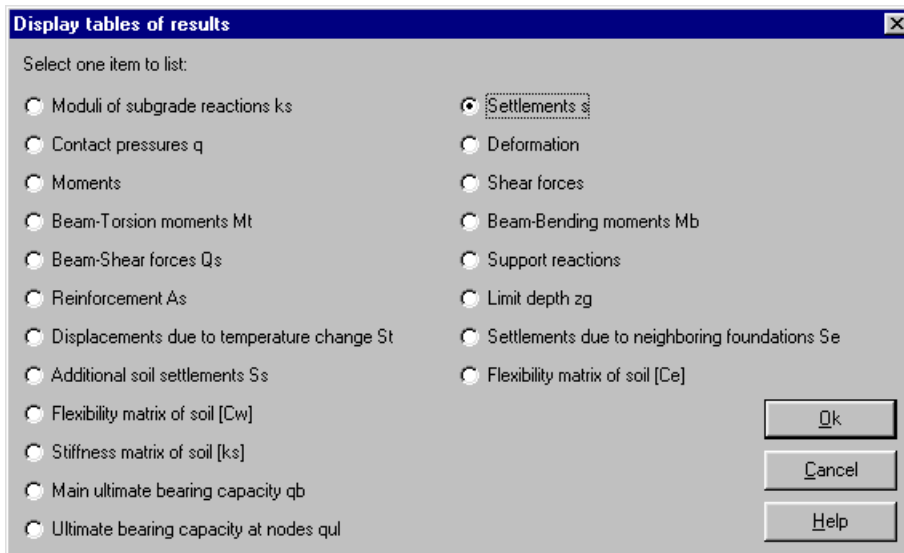 Display tables of results
Select one item to list:
Moduli of subgrade reactions ks
Settlements s
Contact pressures q
Deformation
Moments
Shear forces
Beam-Torsion moments Mt
Beam-Bending moments Mb
Beam-Shear forces Qs
Support reactions
Reinforcement As
Limit depth zg
Displacements due to temperature change St
Settlements due to neighboring foundations Se
Additional soil settlements Ss
Flexibility matrix of soil [Ce]
Flexibility matrix of soil [Cw]
Stiffness matrix of soil [ks]
Main ultimate bearing capacity qb
Ultimate bearing capacity at nodes qul
Ok
Cancel
Help